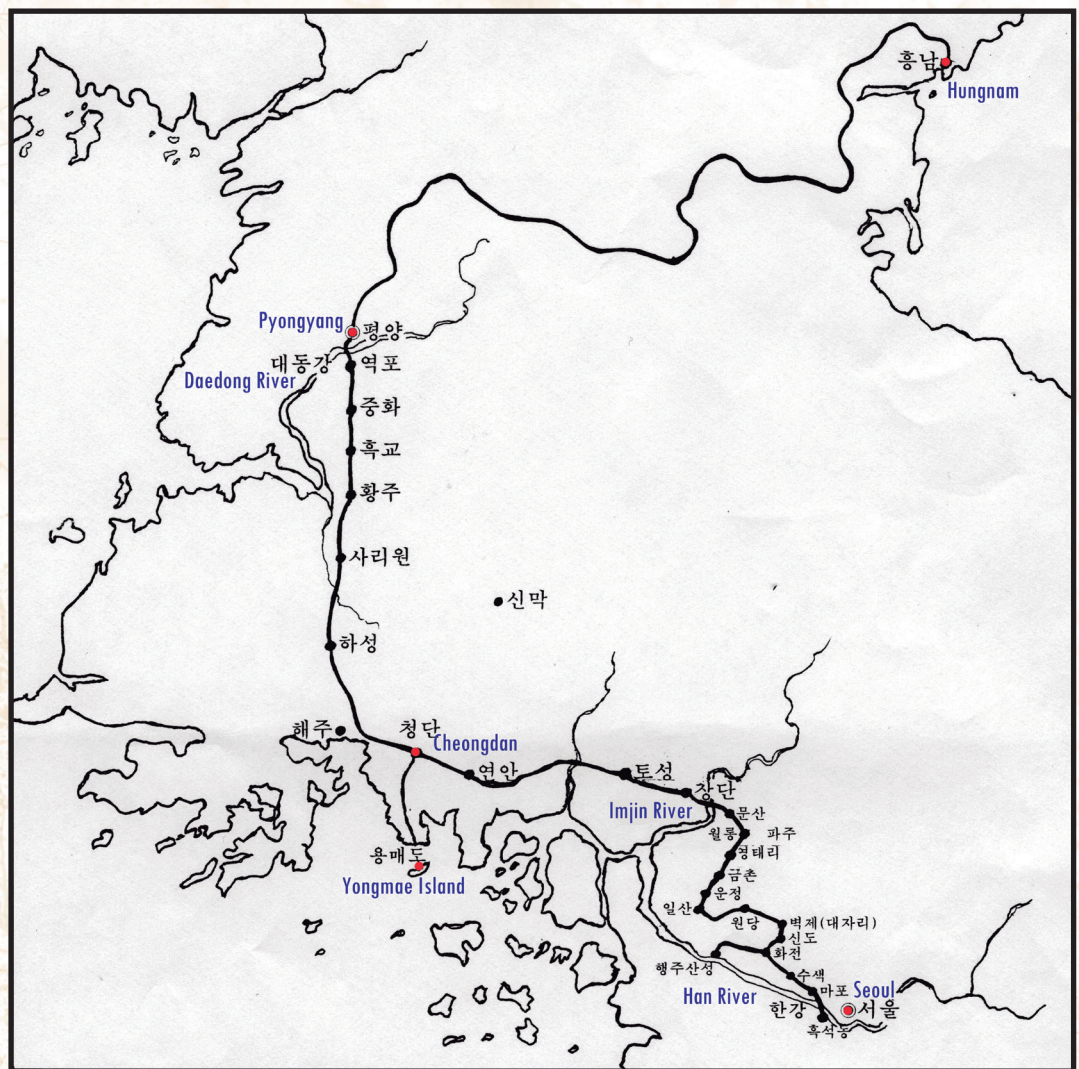 흥남
Hungnam
Pyongyang
평양
대동강
역포
Daedong River
중화
흑교
황주
사리원
신막
하성
해주
청단
Cheongdan
연안
토성
장단
Imjin River
문산
월롱
파주
영태리
용매도
금촌
Yongmae Island
운정
일산
원당
벽제(대자리)
신도
화전
행주산성
수색
마포
Seoul
Han River
한강
서울
흑석동